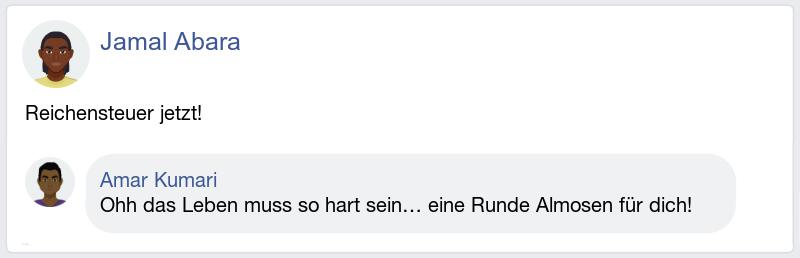 Jamal Abara
Reichensteuer jetzt!
Amar Kumari
Ohh das Leben muss so hart sein… eine Runde Almosen für dich!